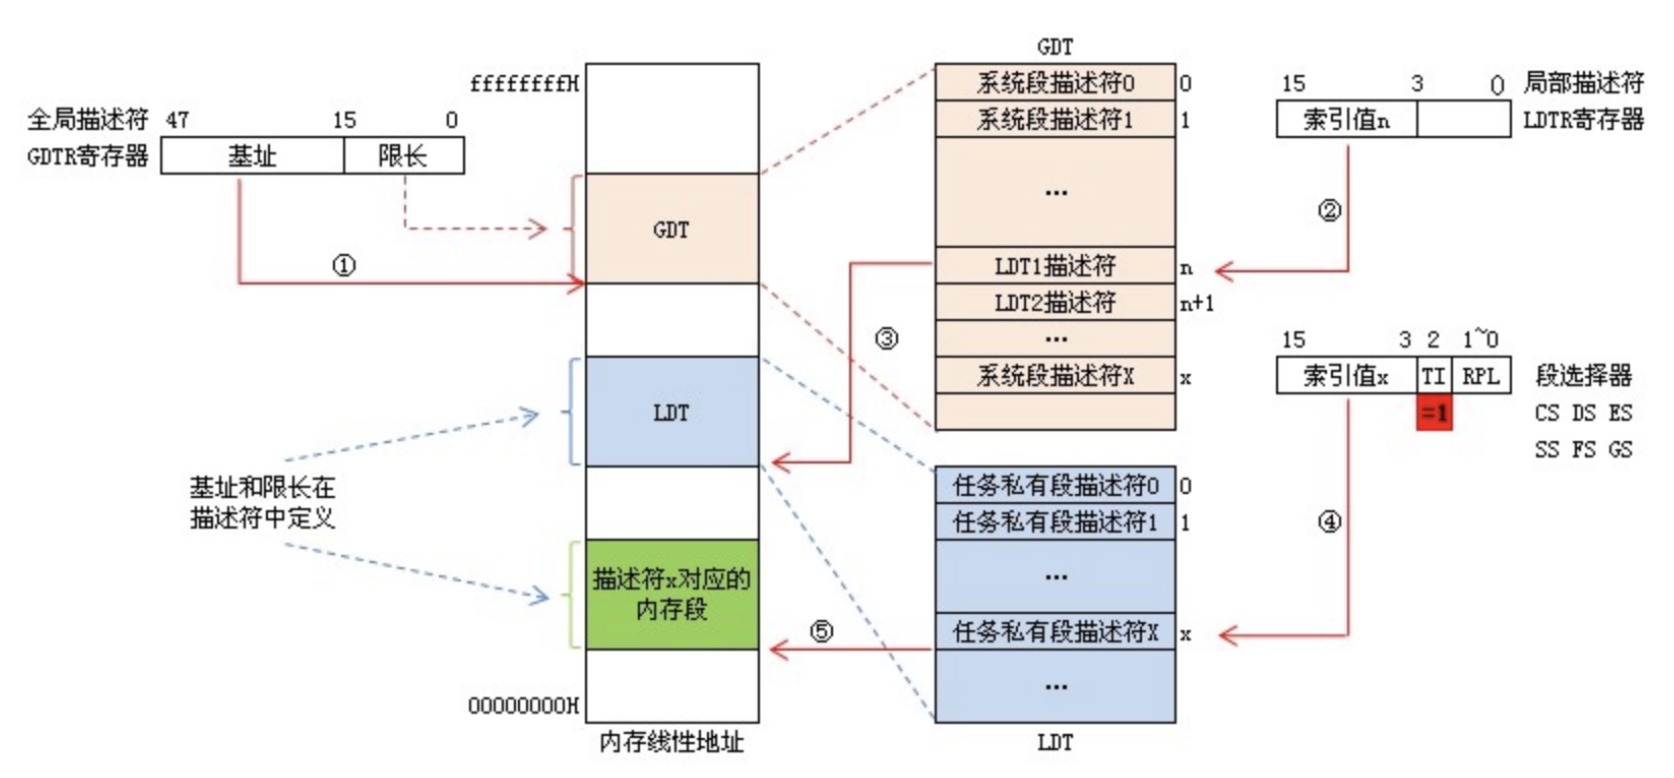 GDT
ffffffffH
全局描述符 47 15 0
GDTR寄存器 基址 限长
①
GDT
LDT
基址和限长在
描述符中定义
描述符x对应的
内存段
00000000H
内存线性地址
系统段描述符0 0
系统段描述符1 1
...
LDT1描述符 n
LDT2描述符 n+1
...
系统段描述符X x
③
15 3 0 局部描述符
索引值n LDTR寄存器
②
15 3 2 1~0
索引值x TI RPL 段选择器
=1 CS DS ES
SS FS GS
④
任务私有段描述符0 0
任务私有段描述符1 1
...
任务私有段描述符X x
⑤
...
LDT